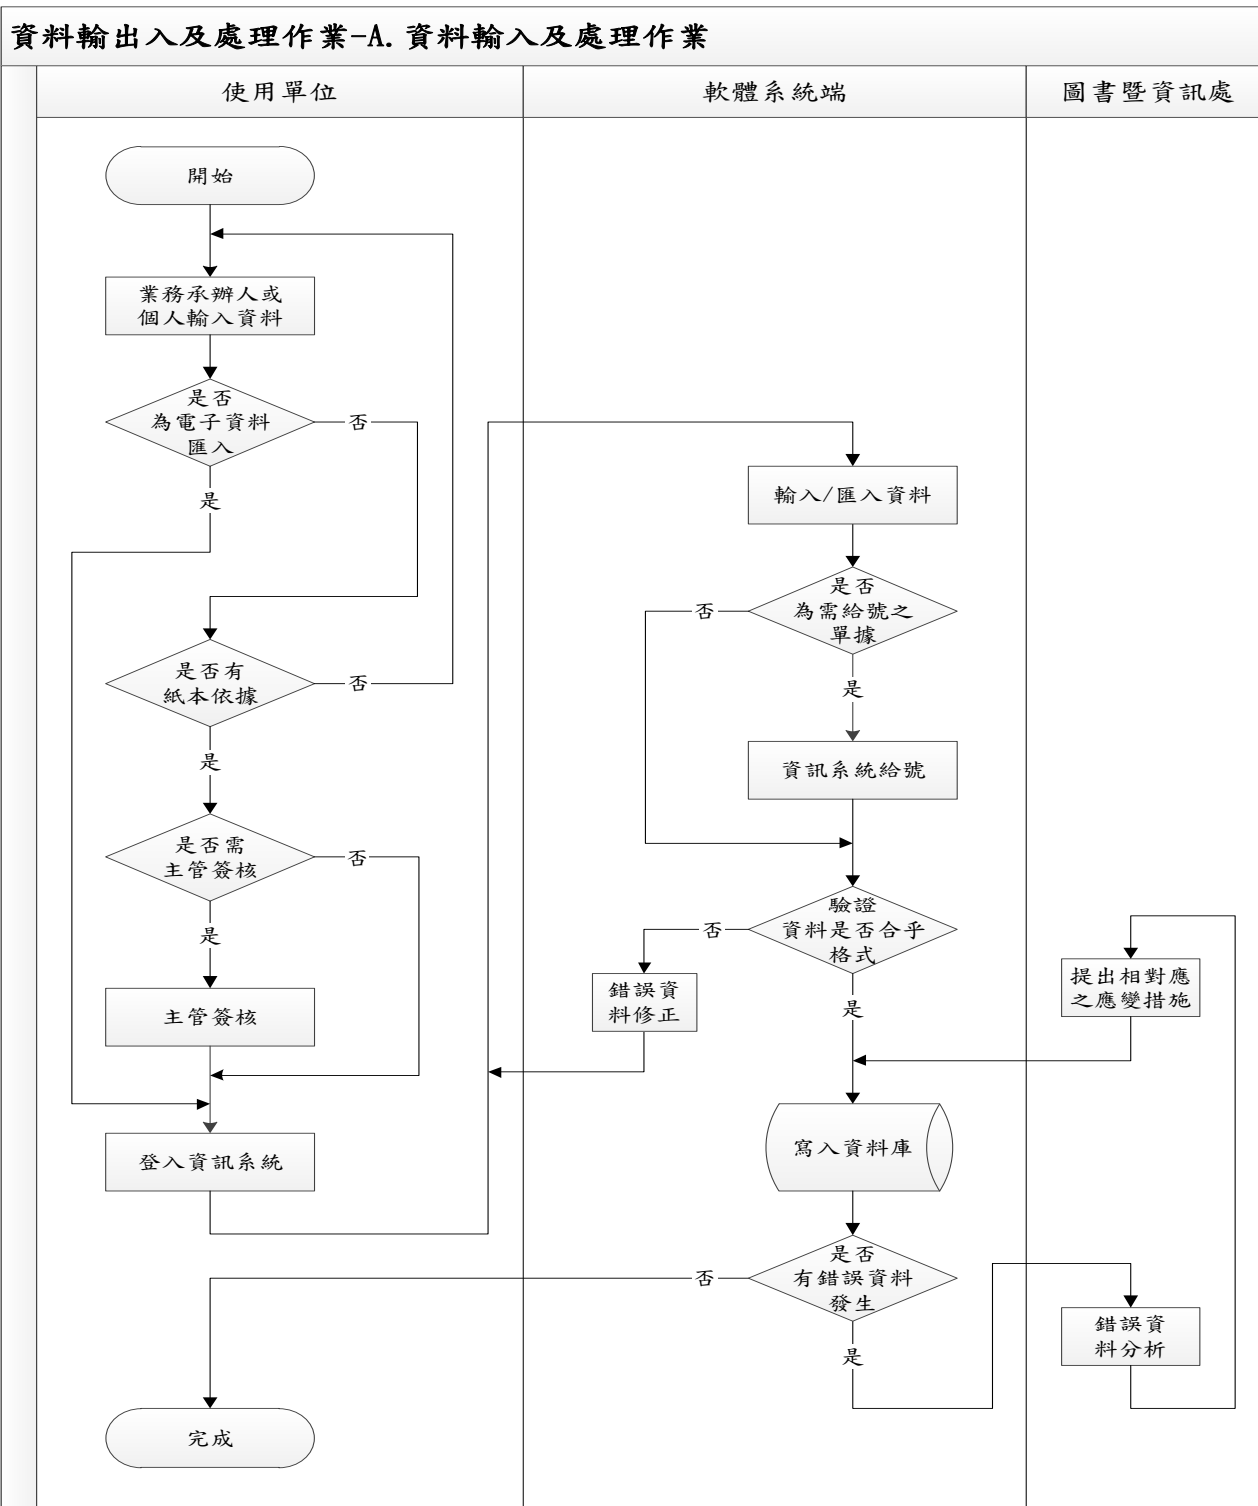 資料輸出入及處理作業-A.資料輸入及處理作業
使用單位
軟體系統端
圖書暨資訊處
開始
業務承辦人或
個人輸入資料
是否
為電子資料
匯入
否
是
是否有
紙本依據
否
是
是否需
主管簽核
否
是
主管簽核
登入資訊系統
完成
輸入/匯入資料
是否
為需給號之
單據
否
是
資訊系統給號
驗證
資料是否合乎
格式
否
是
錯誤資
料修正
寫入資料庫
是否
有錯誤資料
發生
否
是
提出相對應
之應變措施
錯誤資
料分析